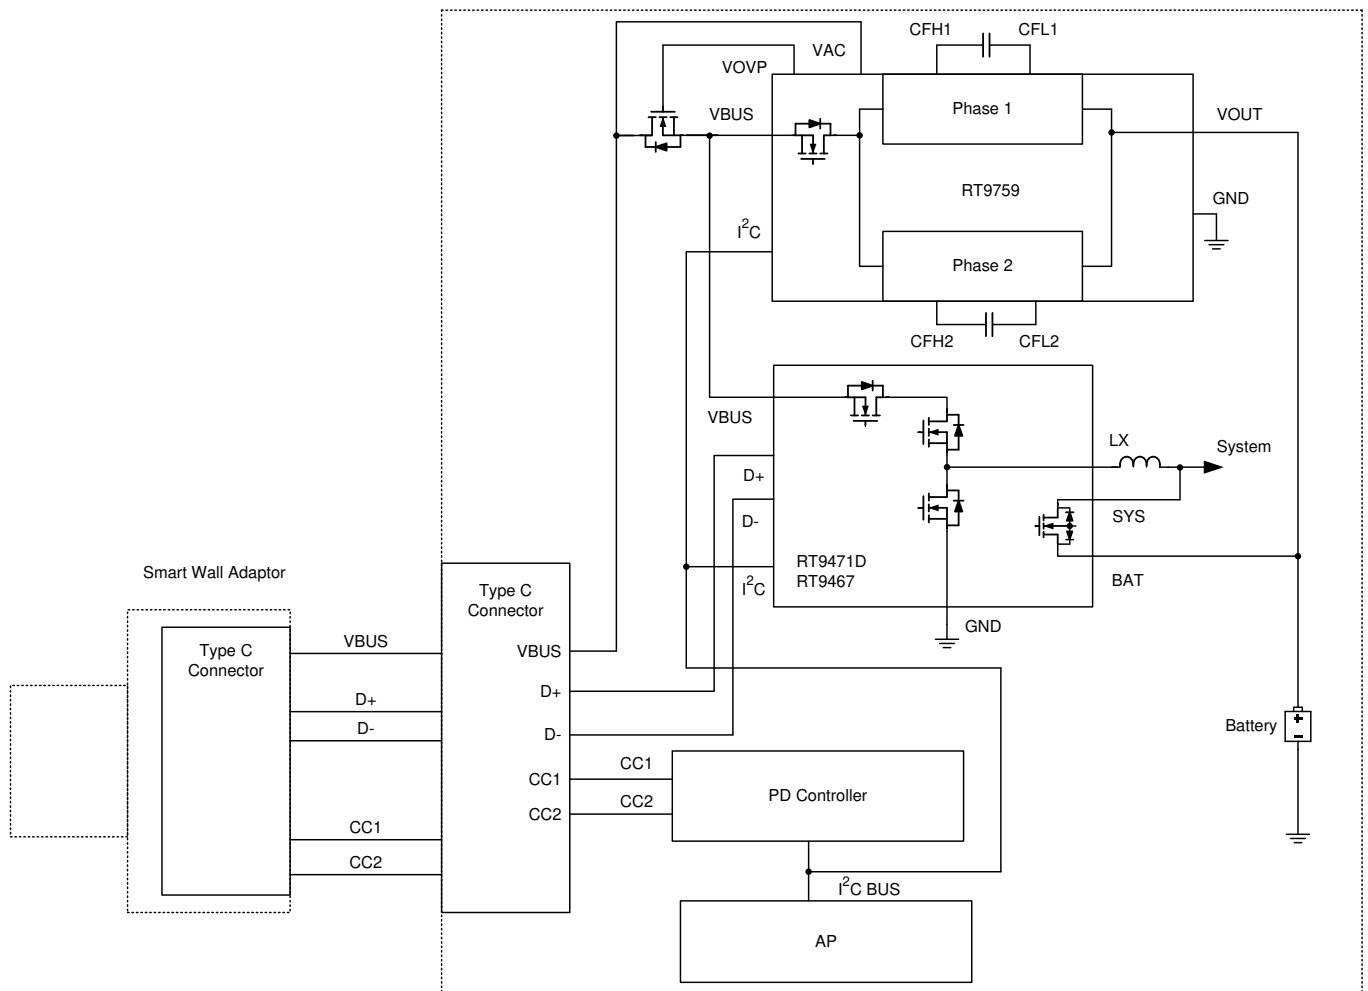 CFH1
CFL1
VAC
VOVP
VBUS
Phase 1
VOUT
RT9759
GND
I²C
Phase 2
CFH2
CFL2
VBUS
LX
System
D+
SYS
D-
RT9471D
RT9467
I²C
BAT
GND
Smart Wall Adaptor
Type C
Connector
VBUS
Type C
Connector
VBUS
D+
D+
D-
D-
Battery
+
-
CC1
CC1
CC2
CC2
PD Controller
CC1
CC2
I²C BUS
AP